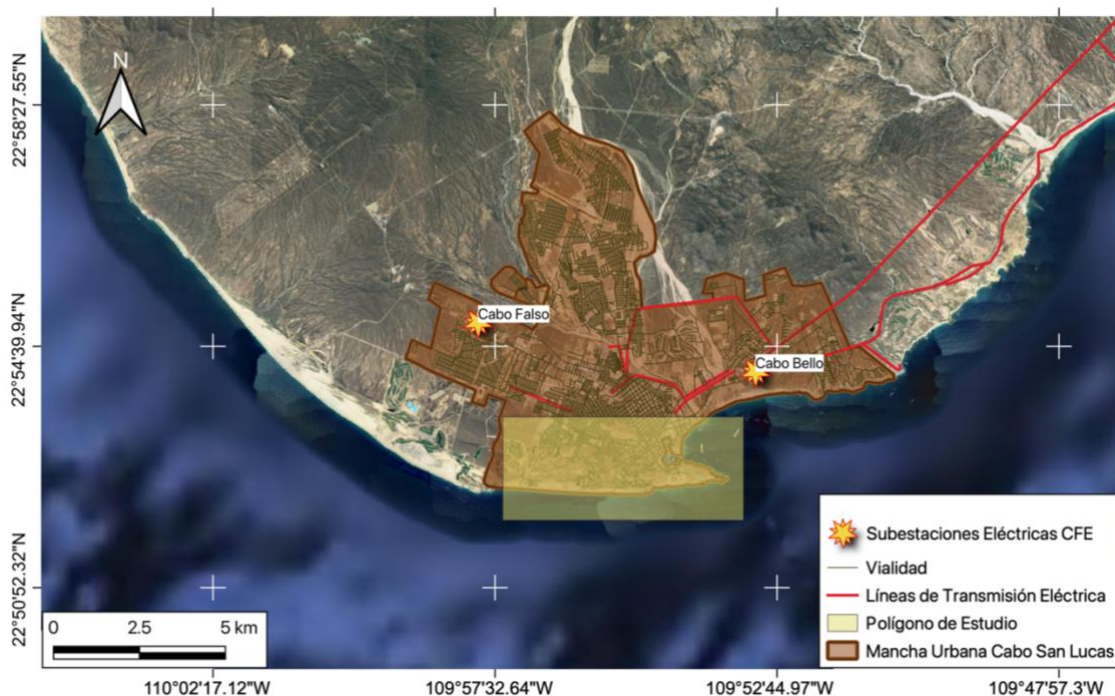 N
22°58'27.55"N
22°54'39.94"N
22°50'52.32"N
Cabo Falso
Cabo Bello
Subestaciones Eléctricas CFE
Vialidad
Líneas de Transmisión Eléctrica
Polígono de Estudio
Mancha Urbana Cabo San Lucas
0 2.5 5 km
110°02'17.12"W 109°57'32.64"W 109°52'44.97"W 109°47'57.3"W